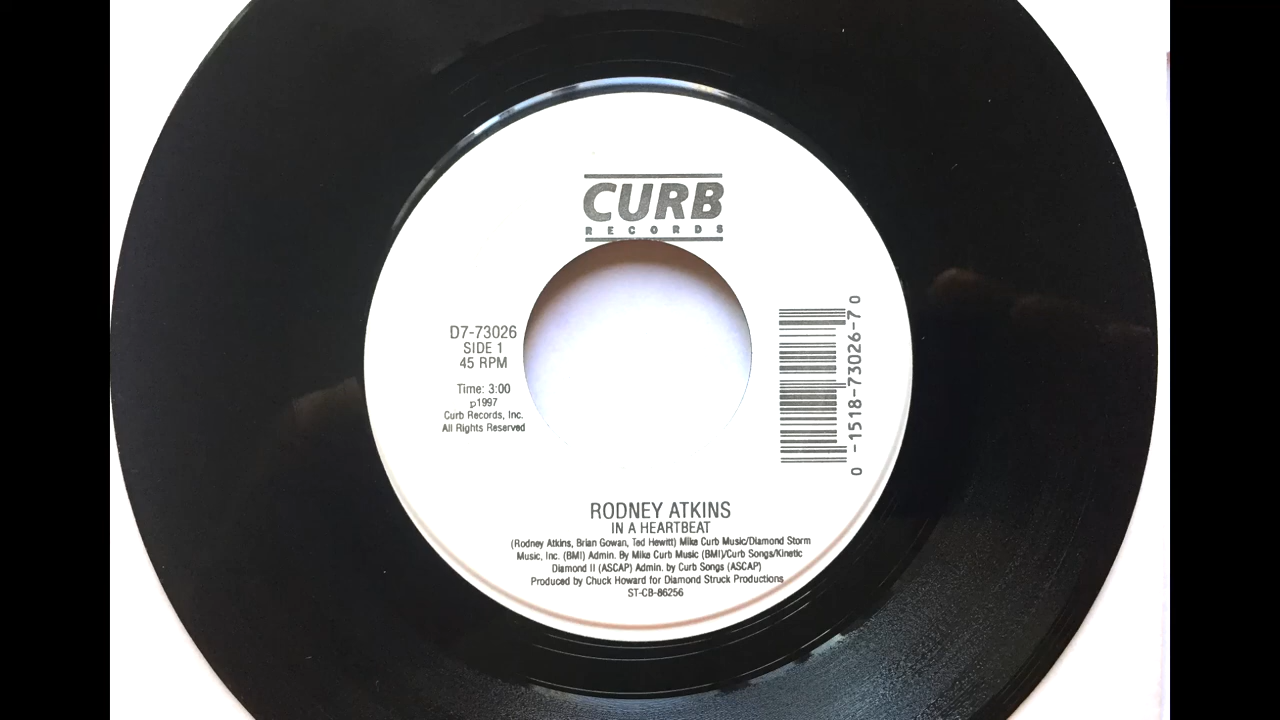 CURB
RECORDS
D7-73026
SIDE 1
45 RPM
Time: 3:00
p1997
Curb Records, Inc.
All Rights Reserved
0 -1518-73026-7 0
RODNEY ATKINS
IN A HEARTBEAT
(Rodney Atkins, Brian Gowan, Ted Hewitt) Mike Curb Music/Diamond Storm
Music, Inc. (BMI) Admin. By Mike Curb Music (BMI)/Curb Songs/Kinetic
Diamond II (ASCAP) Admin. by Curb Songs (ASCAP)
Produced by Chuck Howard for Diamond Struck Productions
ST-CB-86256